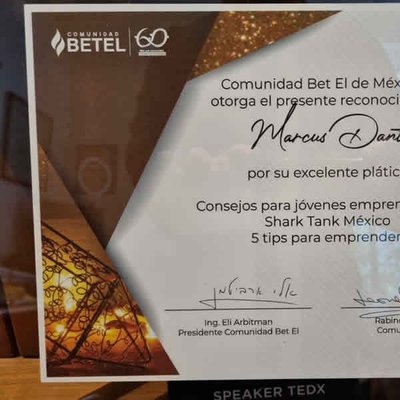 COMUNIDAD
BETEL 60
Comunidad Bet El de Méx
otorga el presente reconoci
Marcus Dant
por su excelente plátic
Consejos para jóvenes empren
Shark Tank México
5 tips para emprender
אלי ארביטמן
Ing. Eli Arbitman
Presidente Comunidad Bet El
Rabino
Comu
SPEAKER TEDX